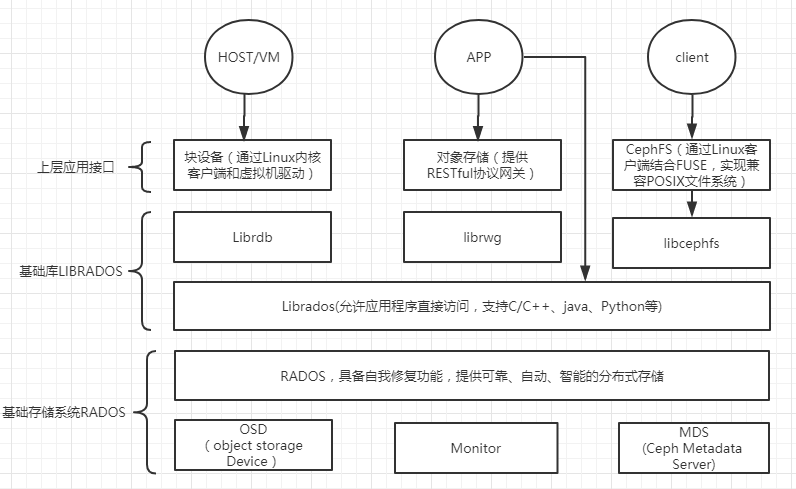 HOST/VM
APP
client
上层应用接口
块设备（通过Linux内核
客户端和虚拟机驱动）
对象存储（提供
RESTful协议网关）
CephFS（通过Linux客
户端结合FUSE，实现兼
容POSIX文件系统）
基础库LIBRADOS
Librdb
librwg
libcephfs
Librados(允许应用程序直接访问，支持C/C++、java、Python等)
基础存储系统RADOS
RADOS，具备自我修复功能，提供可靠、自动、智能的分布式存储
OSD
（object storage
Device）
Monitor
MDS
(Ceph Metadata
Server)